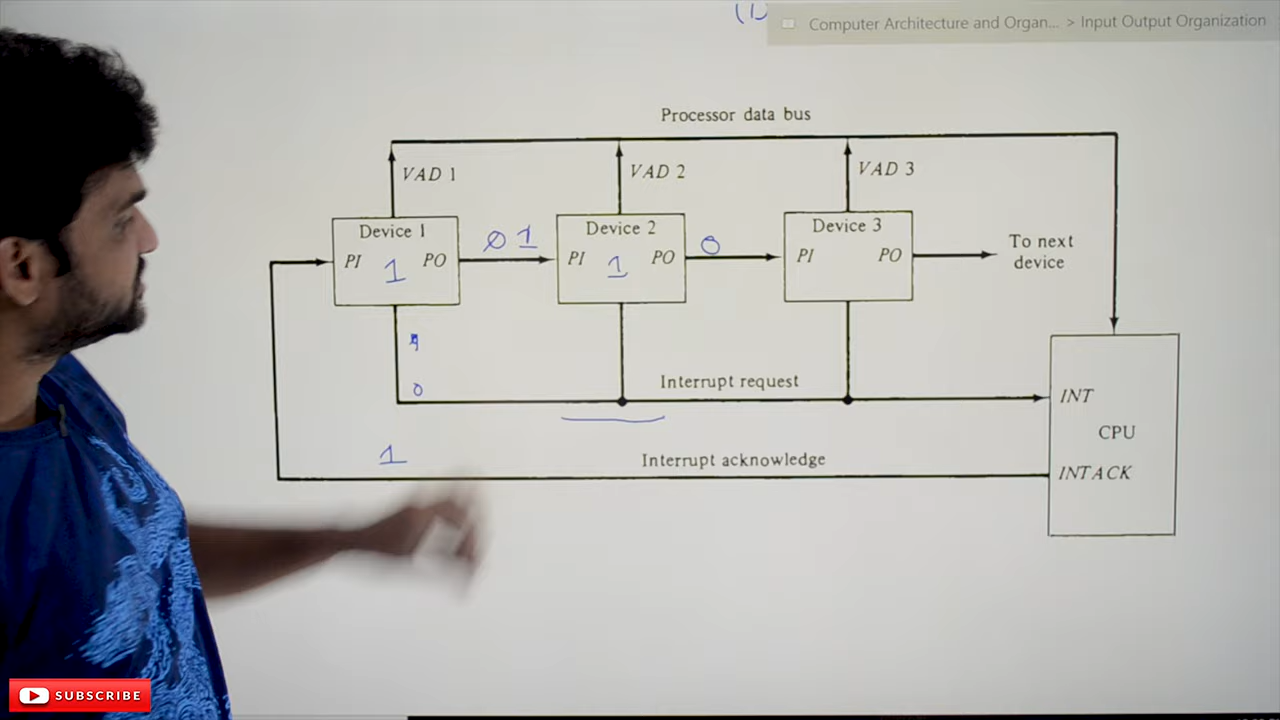 (1)
Computer Architecture and Organ... > Input Output Organization
Processor data bus
VAD 1
VAD 2
VAD 3
Device 1
Device 2
Device 3
PI
PO
PI
PO
PI
PO
1
0 1
1
0
To next
device
0
Interrupt request
1
Interrupt acknowledge
INT
CPU
INTACK
SUBSCRIBE